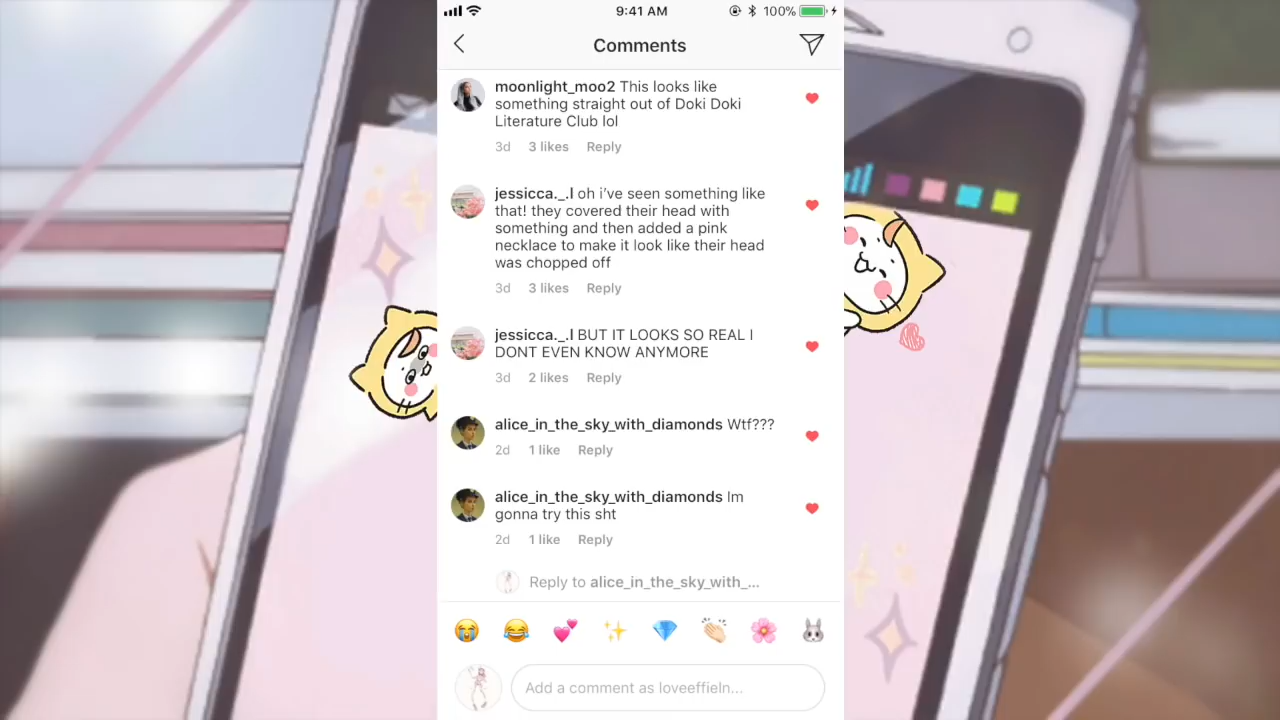 9:41 AM
100%
Comments
moonlight_moo2 This looks like
something straight out of Doki Doki
Literature Club lol
3d 3 likes Reply
jessicca._.l oh i've seen something like
that! they covered their head with
something and then added a pink
necklace to make it look like their head
was chopped off
3d 3 likes Reply
jessicca._.l BUT IT LOOKS SO REAL I
DONT EVEN KNOW ANYMORE
3d 2 likes Reply
alice_in_the_sky_with_diamonds Wtf???
2d 1 like Reply
alice_in_the_sky_with_diamonds Im
gonna try this sht
2d 1 like Reply
Reply to alice_in_the_sky_with_...
Add a comment as loveeffieln...